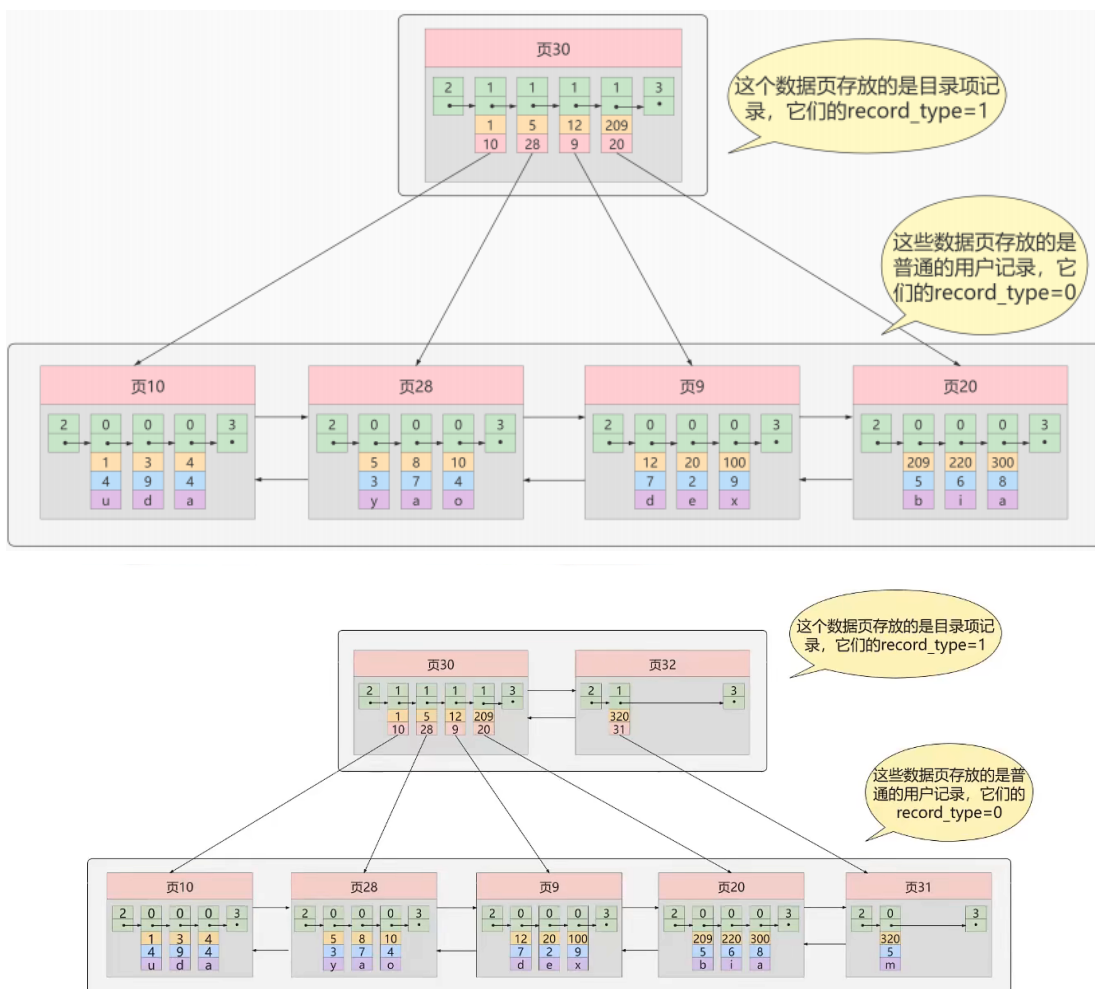 页30
2 1 1 1 1 3
1 5 12 209
10 28 9 20
这个数据页存放的是目录项记
录，它们的record_type=1
这些数据页存放的是
普通的用户记录，它
们的record_type=0
页10 页28 页9 页20
2 0 0 0 3 2 0 0 0 3 2 0 0 0 3 2 0 0 0 3
1 3 4 5 8 10 12 20 100 209 220 300
4 9 4 3 7 4 7 2 9 5 6 8
u d a y a o d e x b i a
这个数据页存放的是目录项记
录，它们的record_type=1
页30 页32
2 1 1 1 1 3 2 1 3
1 5 12 209 320
10 28 9 20 31
这些数据页存放的是普
通的用户记录，它们的
record_type=0
页10 页28 页9 页20 页31
2 0 0 0 3 2 0 0 0 3 2 0 0 0 3 2 0 0 0 3 2 0 3
1 3 4 5 8 10 12 20 100 209 220 300 320
4 9 4 3 7 4 7 2 9 5 6 8 5
u d a y a o d e x b i a m